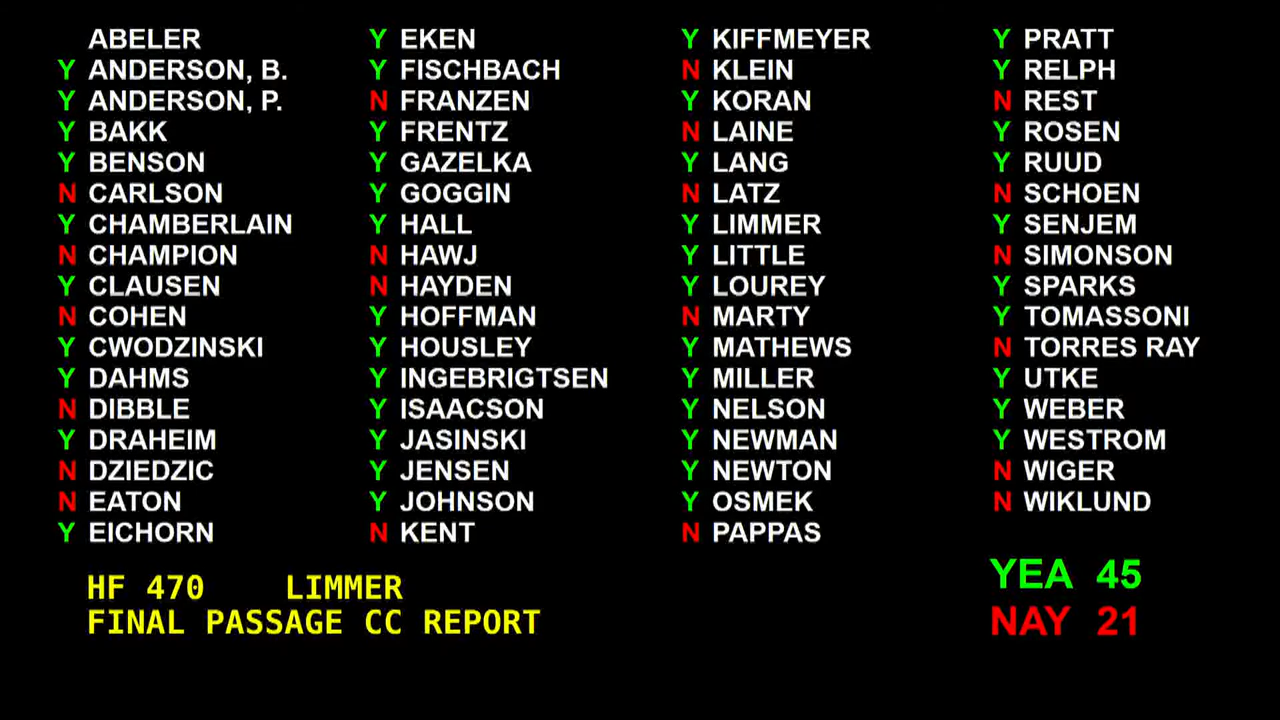 ABELER
Y ANDERSON, B.
Y ANDERSON, P.
Y BAKK
Y BENSON
N CARLSON
Y CHAMBERLAIN
N CHAMPION
Y CLAUSEN
N COHEN
Y CWODZINSKI
Y DAHMS
N DIBBLE
Y DRAHEIM
N DZIEDZIC
N EATON
Y EICHORN
Y EKEN
Y FISCHBACH
N FRANZEN
Y FRENTZ
Y GAZELKA
Y GOGGIN
Y HALL
N HAWJ
N HAYDEN
Y HOFFMAN
Y HOUSLEY
Y INGEBRIGTSEN
Y ISAACSON
Y JASINSKI
Y JENSEN
Y JOHNSON
N KENT
Y KIFFMEYER
N KLEIN
Y KORAN
N LAINE
Y LANG
N LATZ
Y LIMMER
Y LITTLE
Y LOUREY
N MARTY
Y MATHEWS
Y MILLER
Y NELSON
Y NEWMAN
Y NEWTON
Y OSMEK
N PAPPAS
Y PRATT
Y RELPH
N REST
Y ROSEN
Y RUUD
N SCHOEN
Y SENJEM
N SIMONSON
Y SPARKS
Y TOMASSONI
N TORRES RAY
Y UTKE
Y WEBER
Y WESTROM
N WIGER
N WIKLUND
HF 470 LIMMER
FINAL PASSAGE CC REPORT
YEA 45
NAY 21